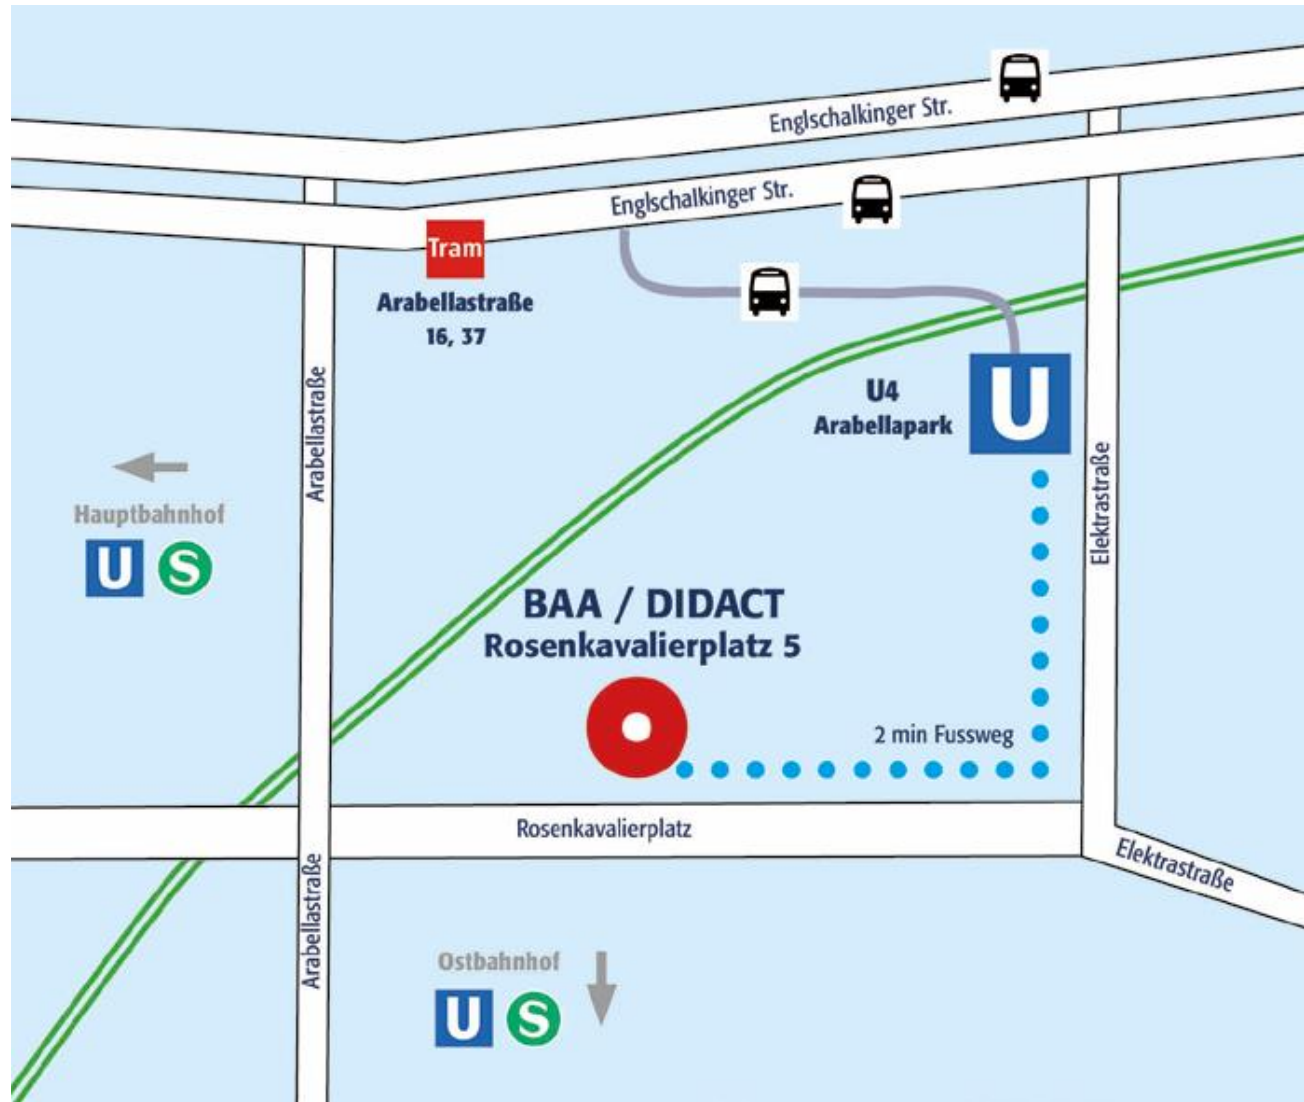 Englschalkinger Str.
Englschalkinger Str.
Tram
Arabellastraße
16, 37
Arabellastraße
U4
Arabellapark
U
Elektrastraße
Hauptbahnhof
U S
BAA / DIDACT
Rosenkavalierplatz 5
2 min Fussweg
Rosenkavalierplatz
Elektrastraße
Arabellastraße
Ostbahnhof
U S